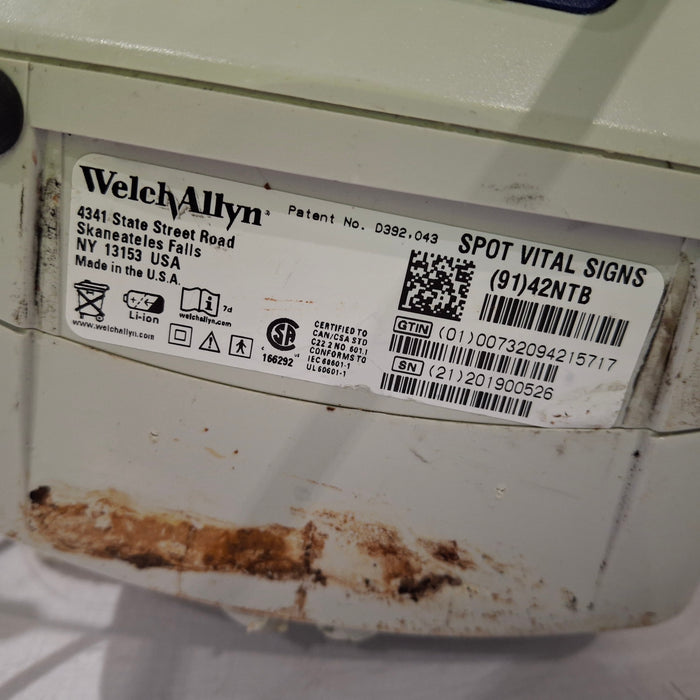 WelchAllyn
Patent No. D392,043
4341 State Street Road
Skaneateles Falls
NY 13153 USA
Made in the U.S.A.
Li-ion
7d
welchallyn.com
www.welchallyn.com
c us
166292
CERTIFIED TO
CAN/CSA STD
C22.2 NO. 601.1
CONFORMS TO
IEC 60601-1
UL 60601-1
SPOT VITAL SIGNS
(91)42NTB
GTIN (01)00732094215717
SN (21)201900526